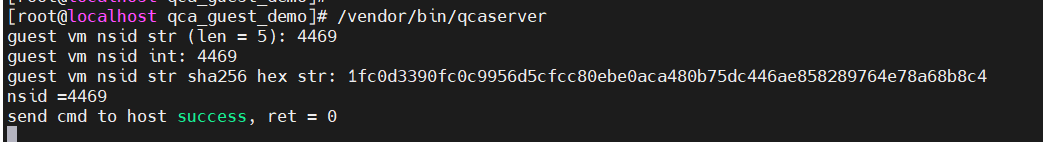 [root@localhost qca_guest_demo]# /vendor/bin/qcaserver
guest vm nsid str (len = 5): 4469
guest vm nsid int: 4469
guest vm nsid str sha256 hex str: 1fc0d3390fc0c9956d5cfcc80ebe0aca480b75dc446ae858289764e78a68b8c4
nsid =4469
send cmd to host success, ret = 0